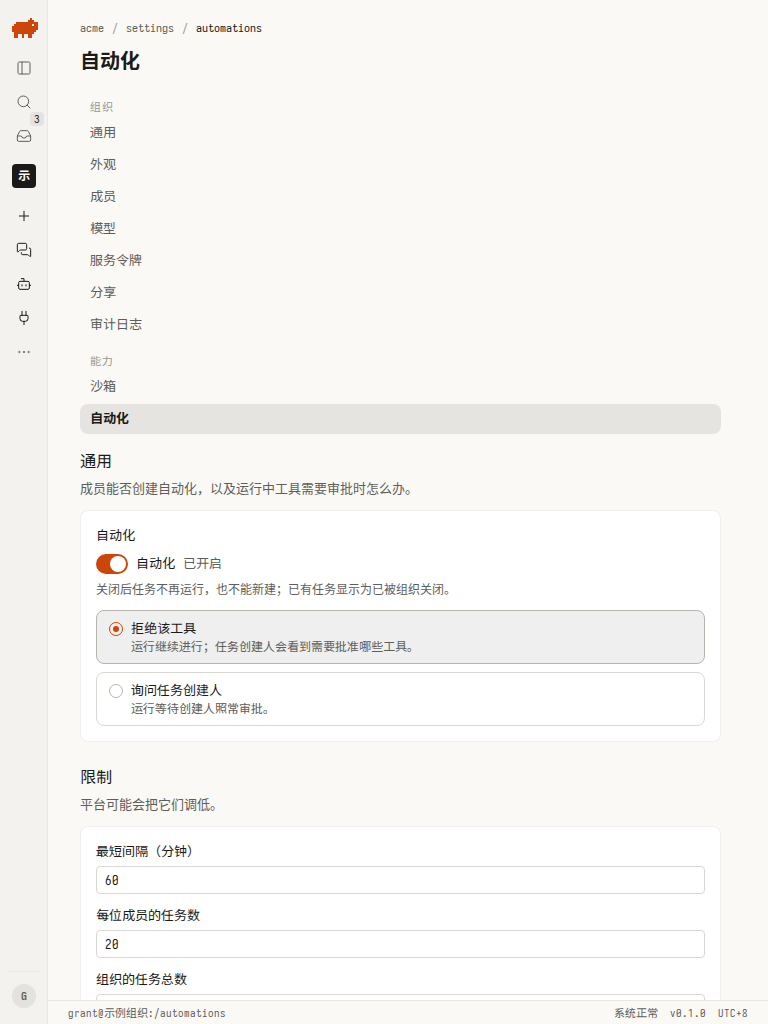 acme / settings / automations
自动化
3
示
组织
通用
外观
成员
模型
服务令牌
分享
审计日志
能力
沙箱
自动化
通用
成员能否创建自动化，以及运行中工具需要审批时怎么办。
自动化
自动化 已开启
关闭后任务不再运行，也不能新建；已有任务显示为已被组织关闭。
拒绝该工具
运行继续进行；任务创建人会看到需要批准哪些工具。
询问任务创建人
运行等待创建人照常审批。
限制
平台可能会把它们调低。
最短间隔（分钟）
60
每位成员的任务数
20
组织的任务总数
G
grant@示例组织:/automations
系统正常 v0.1.0 UTC+8